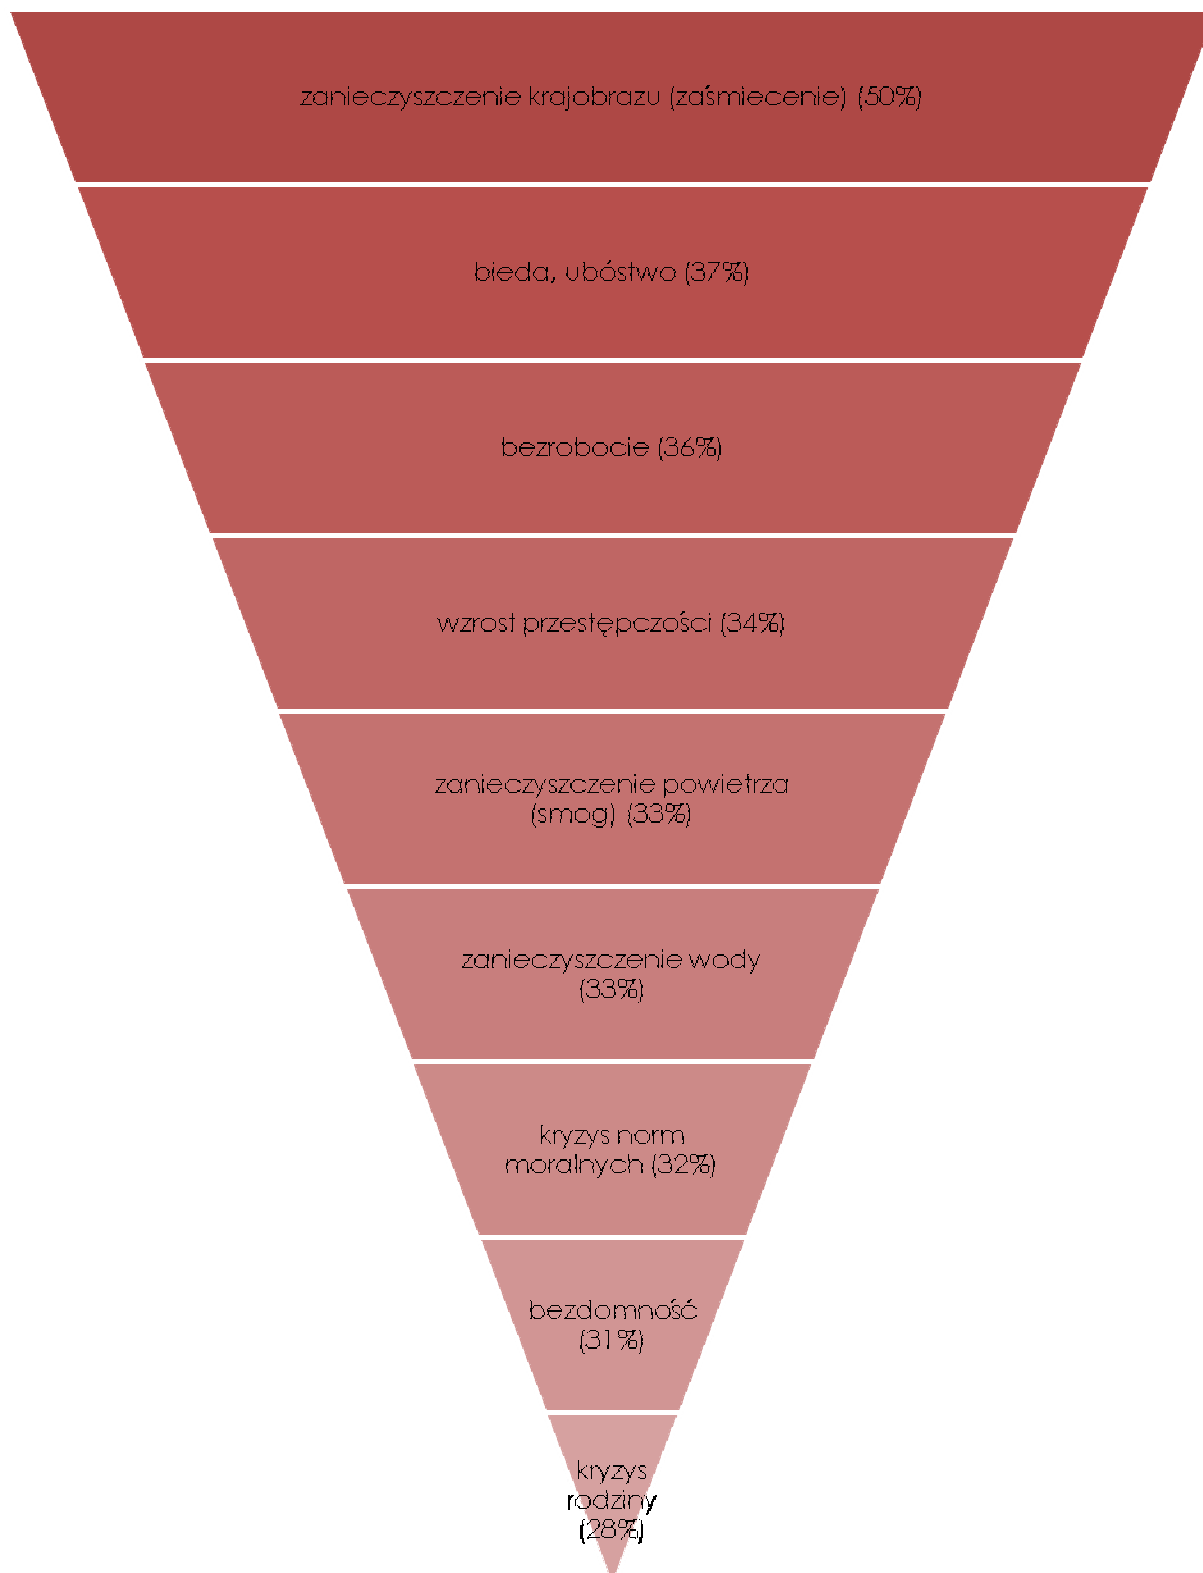 zanieczyszczenie krajobrazu (zaśmiecenie) (50%)
bieda, ubóstwo (37%)
bezrobocie (36%)
wzrost przestępczości (34%)
zanieczyszczenie powietrza
(smog) (33%)
zanieczyszczenie wody
(33%)
kryzys norm
moralnych (32%)
bezdomność
(31%)
kryzys
rodziny
(28%)